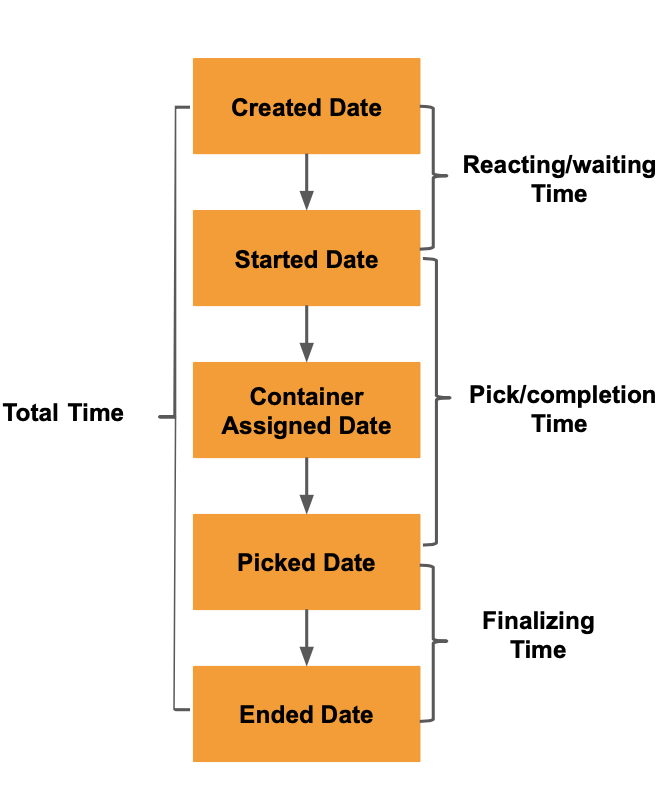 Created Date
Reacting/waiting
Time
Started Date
Container
Assigned Date
Total Time
Pick/completion
Time
Picked Date
Finalizing
Time
Ended Date